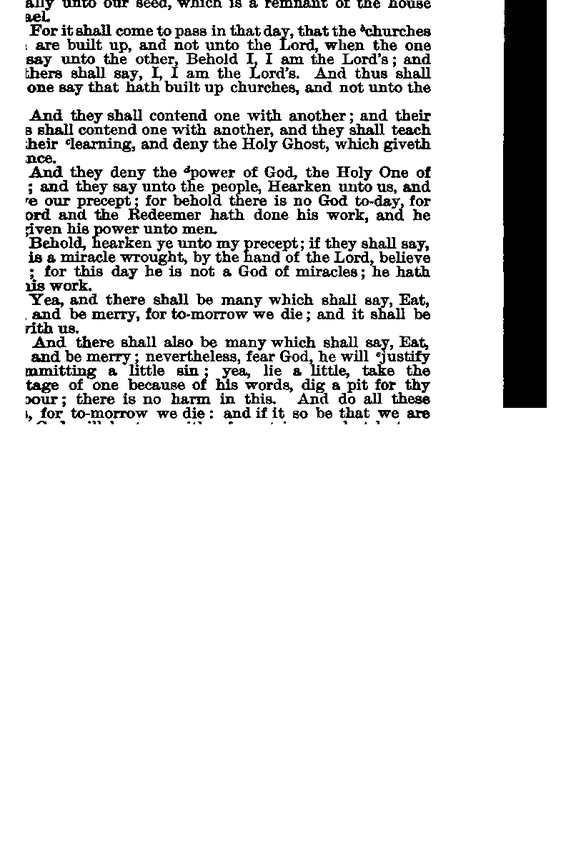 ally unto our seed, which is a remnant of the house
ael.
For it shall come to pass in that day, that the ᵇchurches
are built up, and not unto the Lord, when the one
say unto the other, Behold I, I am the Lord's; and
thers shall say, I, I am the Lord's. And thus shall
one say that hath built up churches, and not unto the
And they shall contend one with another; and their
s shall contend one with another, and they shall teach
their ᶜlearning, and deny the Holy Ghost, which giveth
nce.
And they deny the ᵈpower of God, the Holy One of
; and they say unto the people, Hearken unto us, and
re our precept; for behold there is no God to-day, for
ord and the Redeemer hath done his work, and he
given his power unto men.
Behold, hearken ye unto my precept; if they shall say,
is a miracle wrought, by the hand of the Lord, believe
; for this day he is not a God of miracles; he hath
his work.
Yea, and there shall be many which shall say, Eat,
and be merry, for to-morrow we die; and it shall be
with us.
And there shall also be many which shall say, Eat,
and be merry; nevertheless, fear God, he will ᵉjustify
mmitting a little sin; yea, lie a little, take the
tage of one because of his words, dig a pit for thy
bour; there is no harm in this. And do all these
, for to-morrow we die: and if it so be that we are